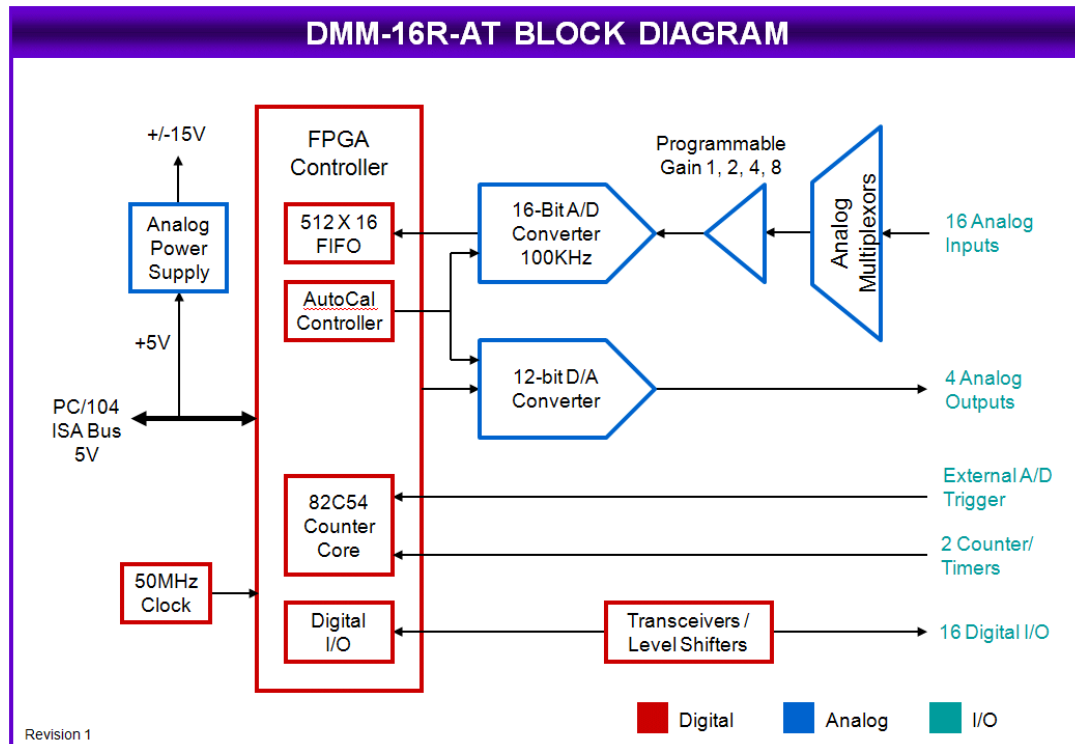 DMM-16R-AT BLOCK DIAGRAM
+/-15V
Analog
Power
Supply
+5V
PC/104
ISA Bus
5V
50MHz
Clock
FPGA
Controller
512 X 16
FIFO
AutoCal
Controller
82C54
Counter
Core
Digital
I/O
16-Bit A/D
Converter
100KHz
12-bit D/A
Converter
Programmable
Gain 1, 2, 4, 8
Analog
Multiplexors
16 Analog
Inputs
4 Analog
Outputs
External A/D
Trigger
2 Counter/
Timers
Transceivers /
Level Shifters
16 Digital I/O
Digital
Analog
I/O
Revision 1